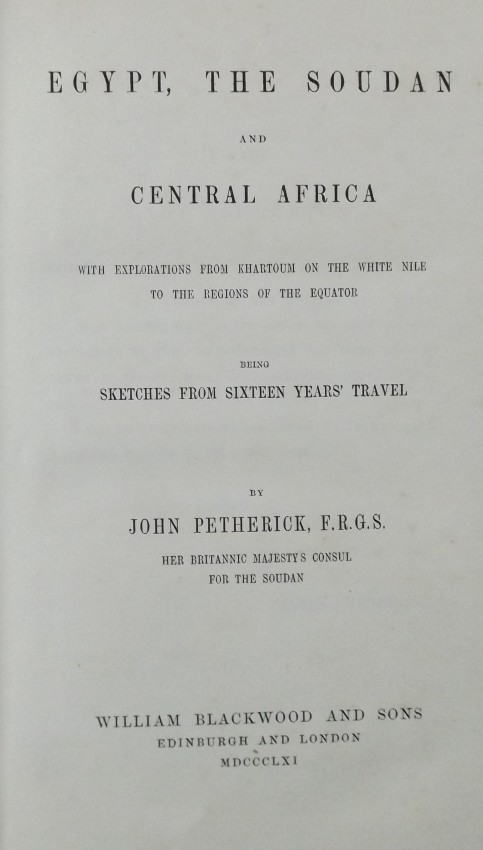 EGYPT, THE SOUDAN
AND
CENTRAL AFRICA
WITH EXPLORATIONS FROM KHARTOUM ON THE WHITE NILE
TO THE REGIONS OF THE EQUATOR
BEING
SKETCHES FROM SIXTEEN YEARS' TRAVEL
BY
JOHN PETHERICK, F.R.G.S.
HER BRITANNIC MAJESTY'S CONSUL
FOR THE SOUDAN
WILLIAM BLACKWOOD AND SONS
EDINBURGH AND LONDON
MDCCCLXI